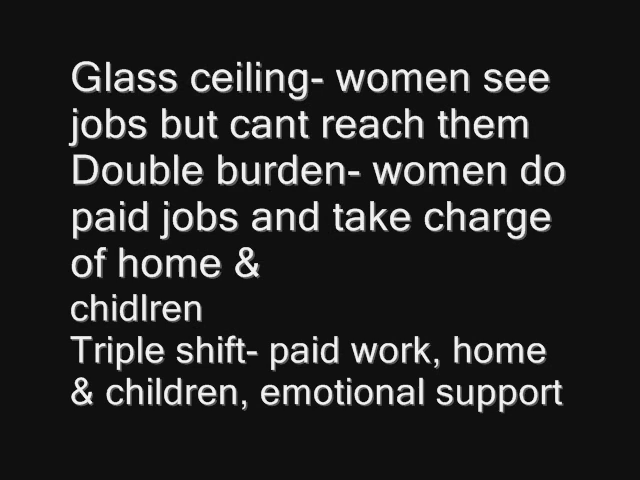 Glass ceiling- women see
jobs but cant reach them
Double burden- women do
paid jobs and take charge
of home &
chidlren
Triple shift- paid work, home
& children, emotional support